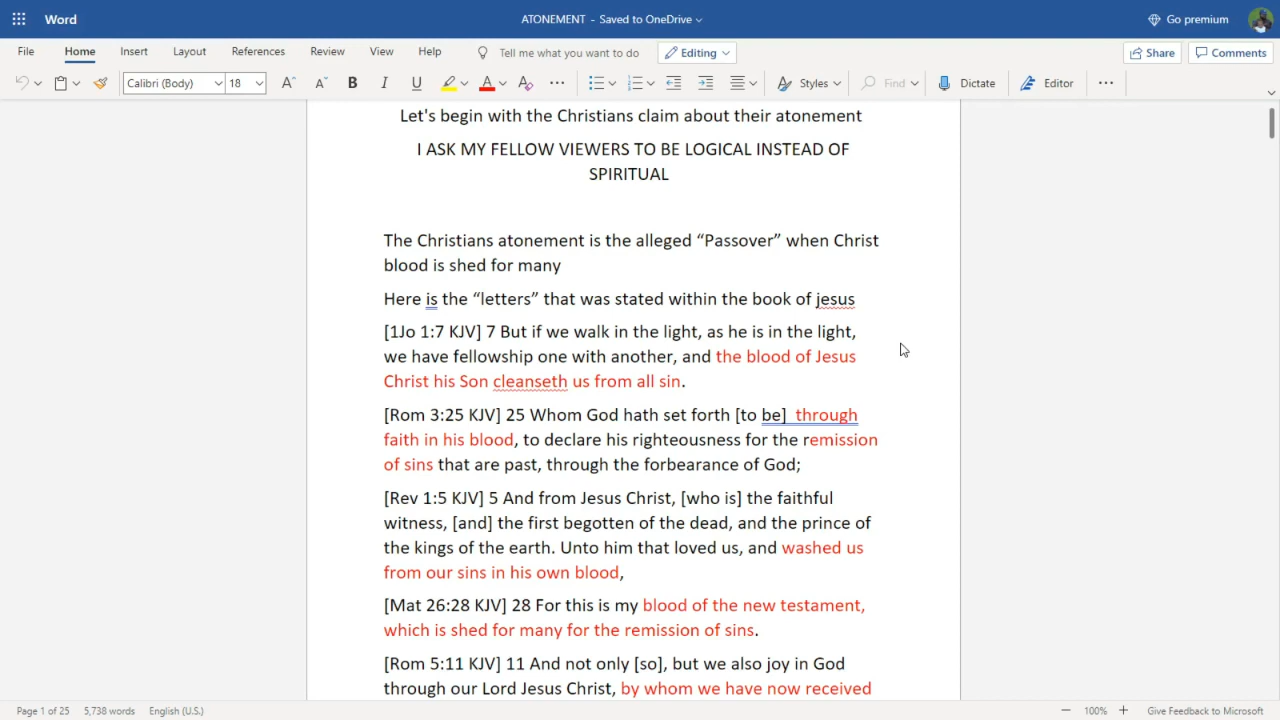 Word
ATONEMENT - Saved to OneDrive
Go premium
File
Home
Insert
Layout
References
Review
View
Help
Tell me what you want to do
Editing
Share
Comments
Calibri (Body)
18
B
I
U
Styles
Find
Dictate
Editor
Let's begin with the Christians claim about their atonement
I ASK MY FELLOW VIEWERS TO BE LOGICAL INSTEAD OF
SPIRITUAL
The Christians atonement is the alleged “Passover” when Christ
blood is shed for many
Here is the “letters” that was stated within the book of jesus
[1Jo 1:7 KJV] 7 But if we walk in the light, as he is in the light,
we have fellowship one with another, and the blood of Jesus
Christ his Son cleanseth us from all sin.
[Rom 3:25 KJV] 25 Whom God hath set forth [to be] through
faith in his blood, to declare his righteousness for the remission
of sins that are past, through the forbearance of God;
[Rev 1:5 KJV] 5 And from Jesus Christ, [who is] the faithful
witness, [and] the first begotten of the dead, and the prince of
the kings of the earth. Unto him that loved us, and washed us
from our sins in his own blood,
[Mat 26:28 KJV] 28 For this is my blood of the new testament,
which is shed for many for the remission of sins.
[Rom 5:11 KJV] 11 And not only [so], but we also joy in God
through our Lord Jesus Christ, by whom we have now received
Page 1 of 25
5,738 words
English (U.S.)
100%
Give Feedback to Microsoft